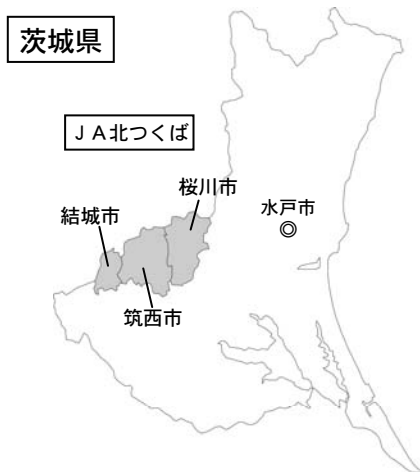 茨城県
ＪＡ北つくば
桜川市
結城市
水戸市
筑西市